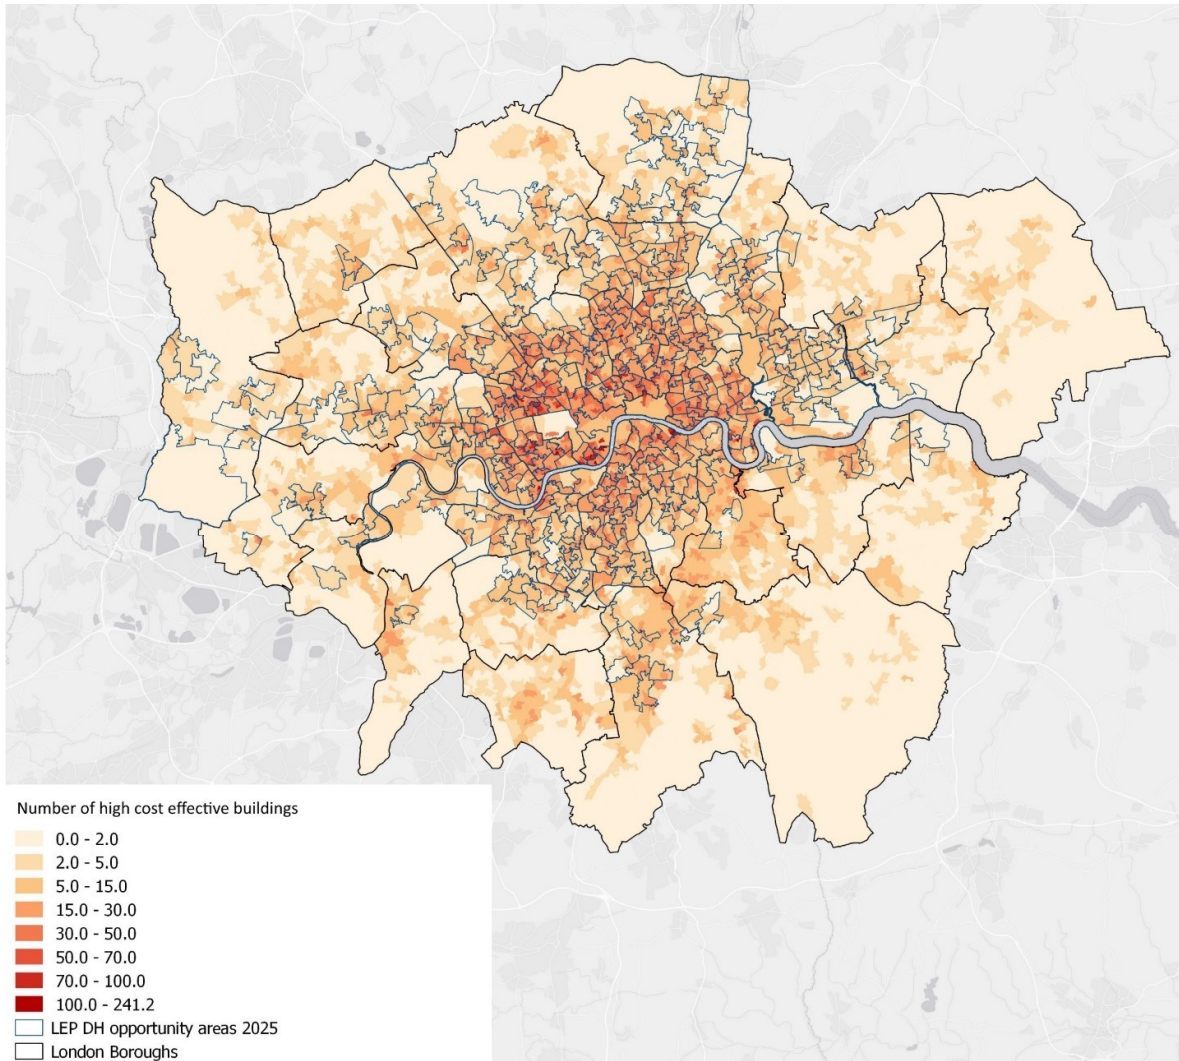 Number of high cost effective buildings
0.0 - 2.0
2.0 - 5.0
5.0 - 15.0
15.0 - 30.0
30.0 - 50.0
50.0 - 70.0
70.0 - 100.0
100.0 - 241.2
LEP DH opportunity areas 2025
London Boroughs